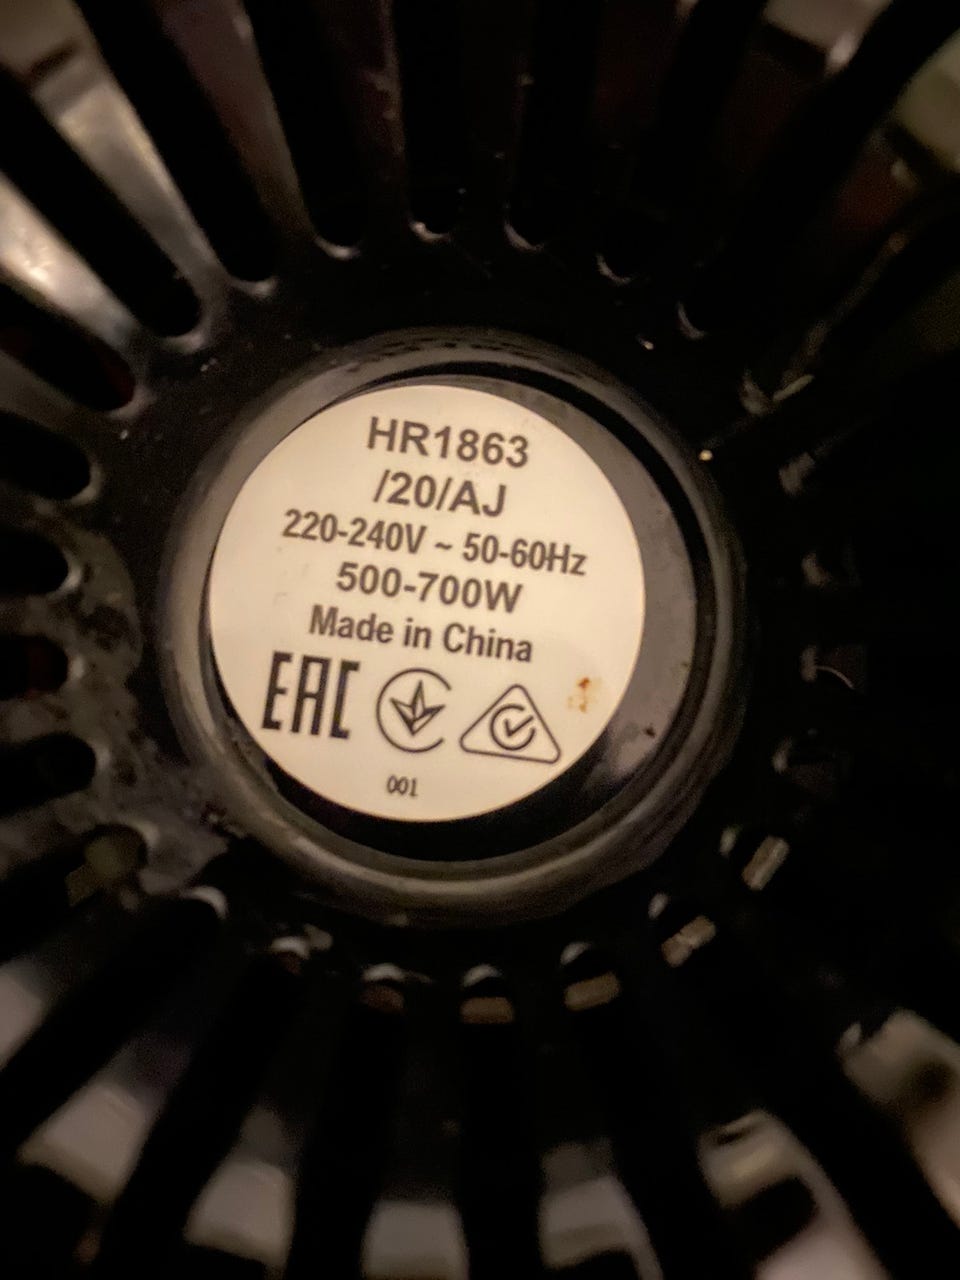 HR1863
/20/AJ
220-240V ~ 50-60Hz
500-700W
Made in China
EAC
001